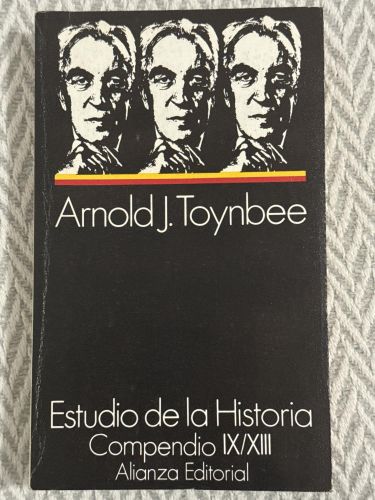 Arnold J. Toynbee
Estudio de la Historia
Compendio IX/XIII
Alianza Editorial